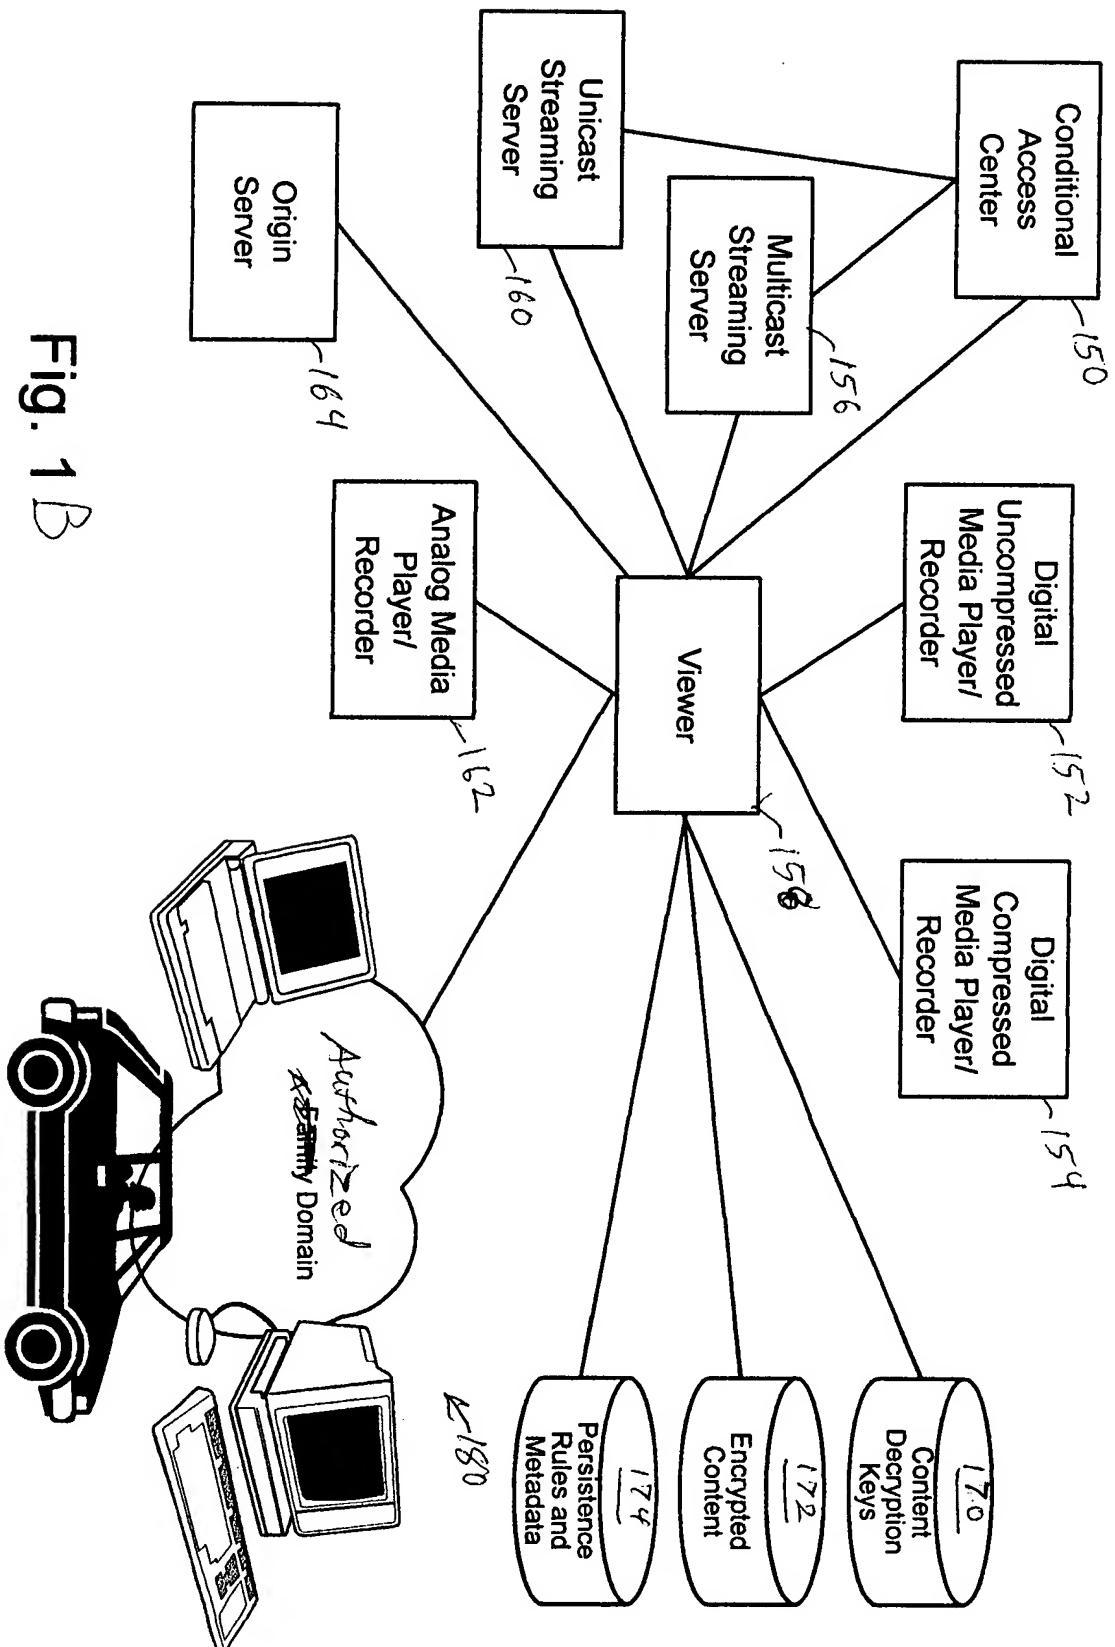 Conditional
Access
Center
150
Digital
Uncompressed
Media Player/
Recorder
152
Digital
Compressed
Media Player/
Recorder
154
170
Content
Decryption
Keys
Multicast
Streaming
Server
156
Unicast
Streaming
Server
160
Viewer
158
172
Encrypted
Content
174
Persistence
Rules and
Metadata
Origin
Server
164
Analog Media
Player/
Recorder
162
180
Authorized
Family Domain
Fig. 1B